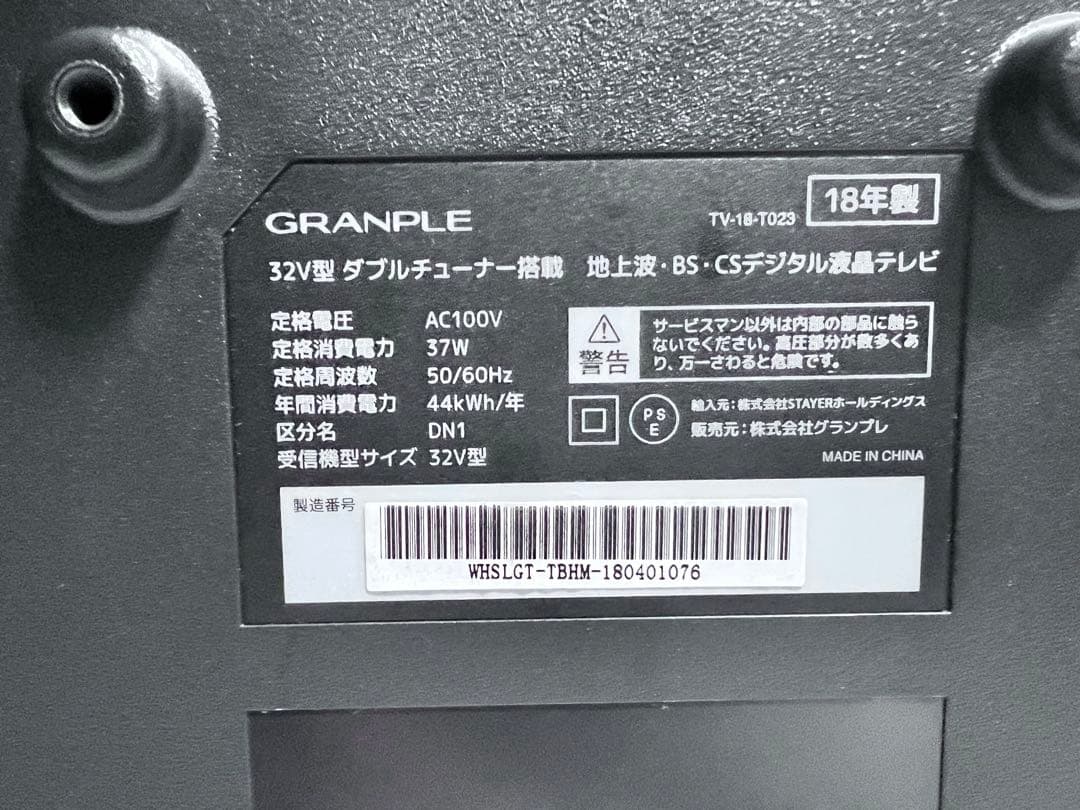 GRANPLE
TV-18-T023
18年製
32V型 ダブルチューナー搭載 地上波・BS・CSデジタル液晶テレビ
定格電圧 AC100V
定格消費電力 37W
定格周波数 50/60Hz
年間消費電力 44kWh/年
区分名 DN1
受信機型サイズ 32V型
警告
サービスマン以外は内部の部品に触ら
ないでください。高圧部分が数多くあ
り、万一さわると危険です。
PS
E
輸入元：株式会社STAYERホールディングス
販売元：株式会社グランプレ
MADE IN CHINA
製造番号
WHSLGT-TBHM-180401076